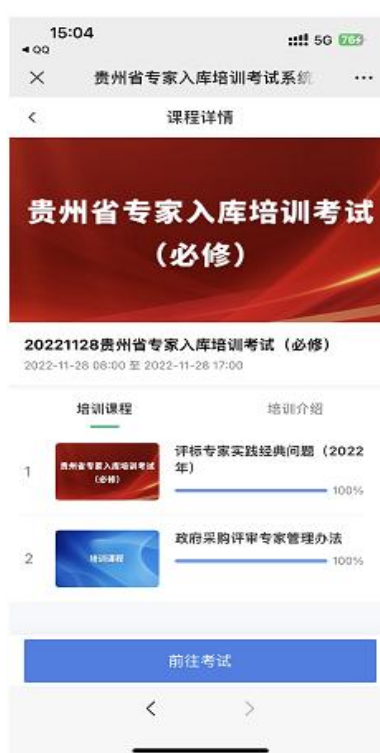 15:04
QQ
5G 76
贵州省专家入库培训考试系统
课程详情
贵州省专家入库培训考试
（必修）
20221128贵州省专家入库培训考试（必修）
2022-11-28 08:00 至 2022-11-28 17:00
培训课程
培训介绍
1
贵州省专家入库培训考试
（必修）
评标专家实践经典问题（2022
年）
100%
2
培训课程
政府采购评审专家管理办法
100%
前往考试